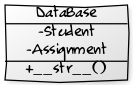 DataBase
-Student
-Assignment
+__str__()